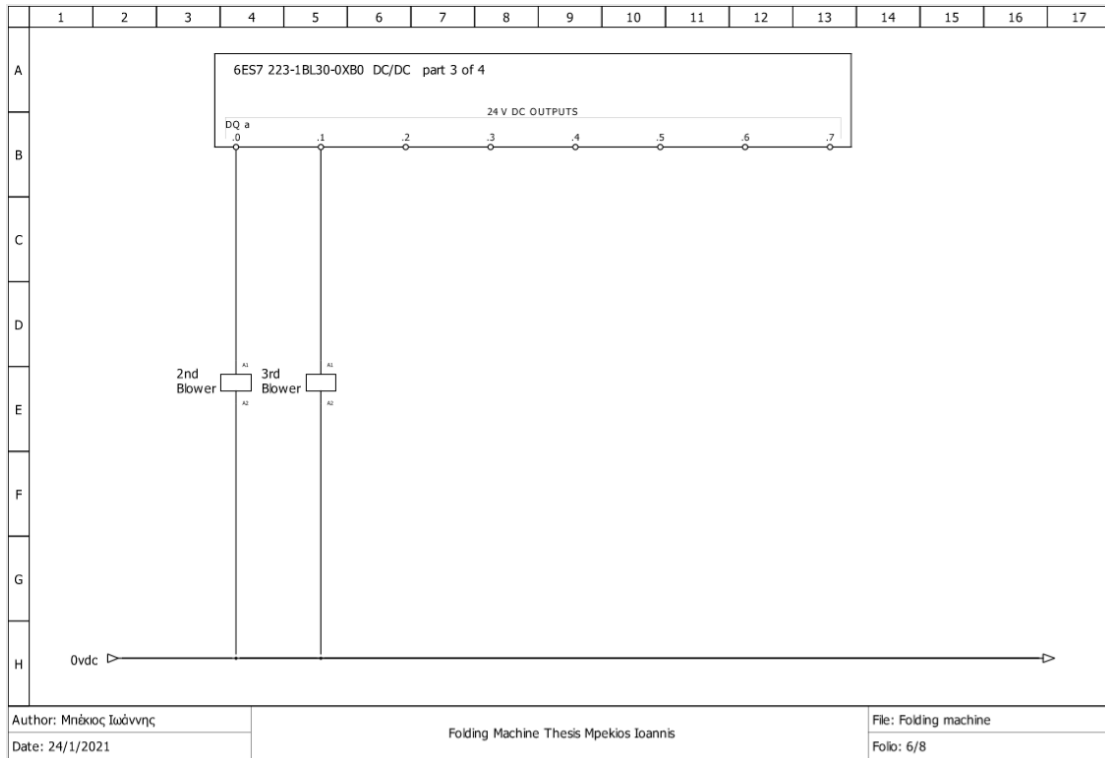 1 2 3 4 5 6 7 8 9 10 11 12 13 14 15 16 17
A
6ES7 223-1BL30-0XB0 DC/DC part 3 of 4
24 V DC OUTPUTS
DQ a
.0 .1 .2 .3 .4 .5 .6 .7
B
C
D
A1 A1
2nd
Blower
3rd
Blower
A2 A2
E
F
G
H
0vdc
Author: Μπέκιος Ιωάννης
Date: 24/1/2021
Folding Machine Thesis Mpekios Ioannis
File: Folding machine
Folio: 6/8